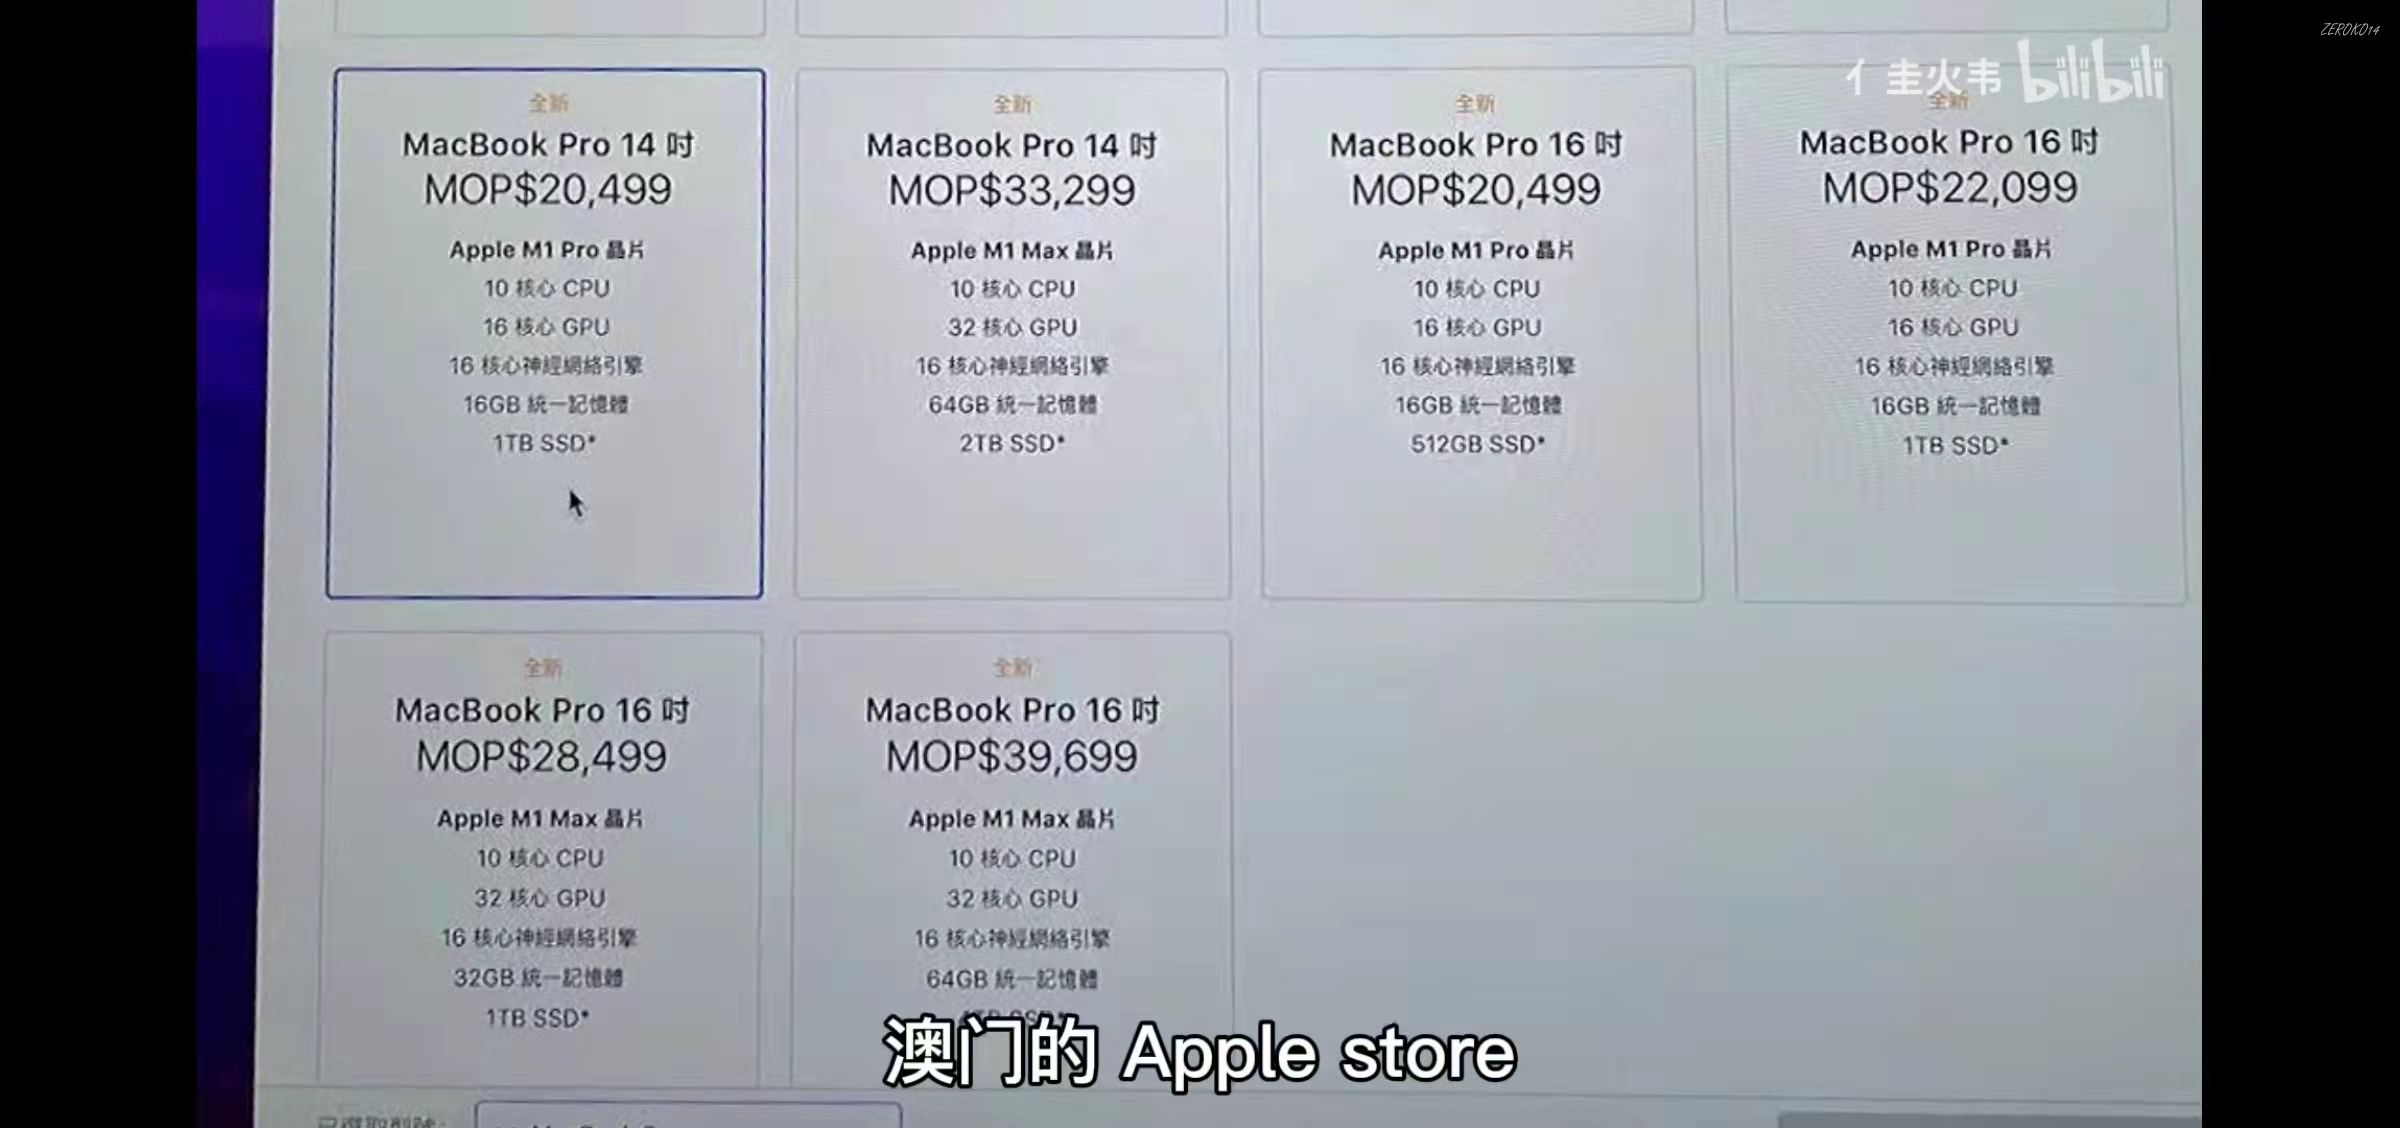 ZEROKO14
亻圭火韦 bilibili
全新
MacBook Pro 14 吋
MOP$20,499
Apple M1 Pro 晶片
10 核心 CPU
16 核心 GPU
16 核心神經網絡引擎
16GB 統一記憶體
1TB SSD*
全新
MacBook Pro 14 吋
MOP$33,299
Apple M1 Max 晶片
10 核心 CPU
32 核心 GPU
16 核心神經網絡引擎
64GB 統一記憶體
2TB SSD*
全新
MacBook Pro 16 吋
MOP$20,499
Apple M1 Pro 晶片
10 核心 CPU
16 核心 GPU
16 核心神經網絡引擎
16GB 統一記憶體
512GB SSD*
全新
MacBook Pro 16 吋
MOP$22,099
Apple M1 Pro 晶片
10 核心 CPU
16 核心 GPU
16 核心神經網絡引擎
16GB 統一記憶體
1TB SSD*
全新
MacBook Pro 16 吋
MOP$28,499
Apple M1 Max 晶片
10 核心 CPU
32 核心 GPU
16 核心神經網絡引擎
32GB 統一記憶體
1TB SSD*
全新
MacBook Pro 16 吋
MOP$39,699
Apple M1 Max 晶片
10 核心 CPU
32 核心 GPU
16 核心神經網絡引擎
64GB 統一記憶體
澳门的 Apple store